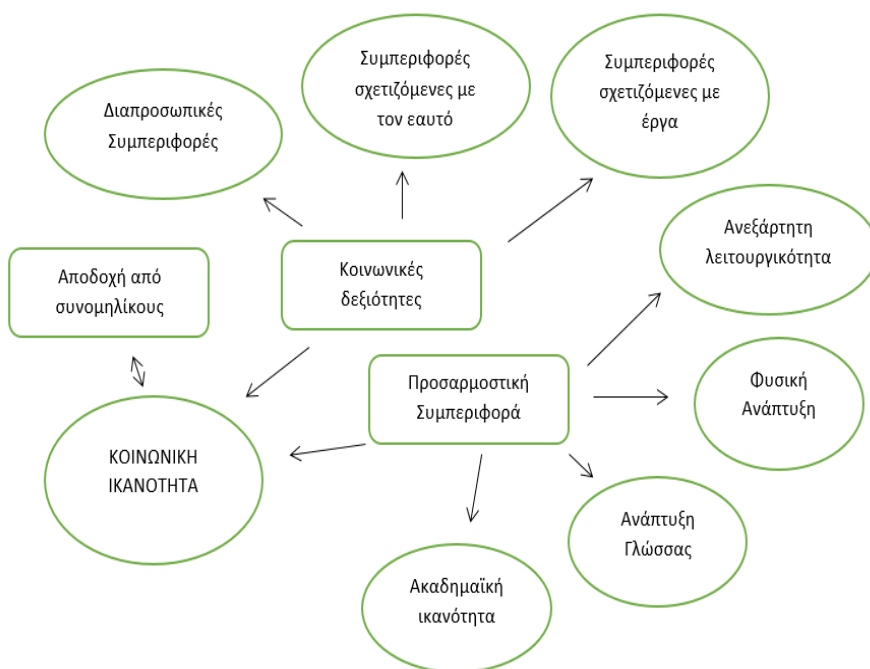 Συμπεριφορές
σχετιζόμενες με
τον εαυτό
Συμπεριφορές
σχετιζόμενες με
έργα
Διαπροσωπικές
Συμπεριφορές
Ανεξάρτητη
λειτουργικότητα
Κοινωνικές
δεξιότητες
Αποδοχή από
συνομηλίκους
Προσαρμοστική
Συμπεριφορά
Φυσική
Ανάπτυξη
ΚΟΙΝΩΝΙΚΗ
ΙΚΑΝΟΤΗΤΑ
Ανάπτυξη
Γλώσσας
Ακαδημαϊκή
ικανότητα